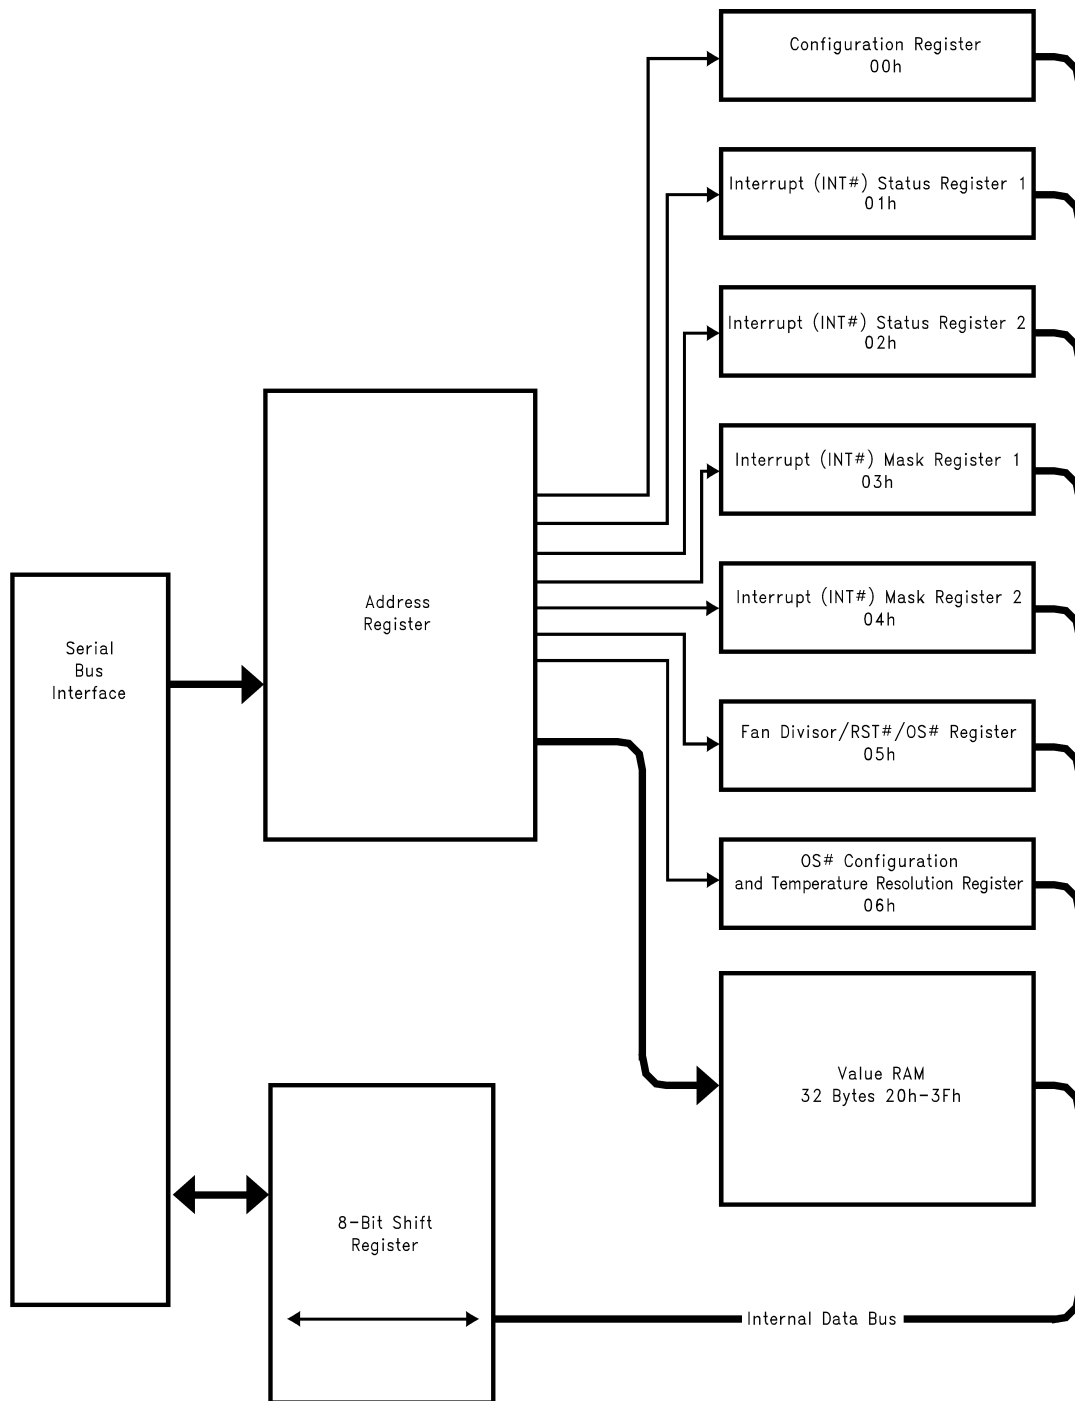 Configuration Register
00h
Interrupt (INT#) Status Register 1
01h
Interrupt (INT#) Status Register 2
02h
Interrupt (INT#) Mask Register 1
03h
Interrupt (INT#) Mask Register 2
04h
Fan Divisor/RST#/OS# Register
05h
OS# Configuration
and Temperature Resolution Register
06h
Value RAM
32 Bytes 20h-3Fh
Address
Register
Serial
Bus
Interface
8-Bit Shift
Register
Internal Data Bus